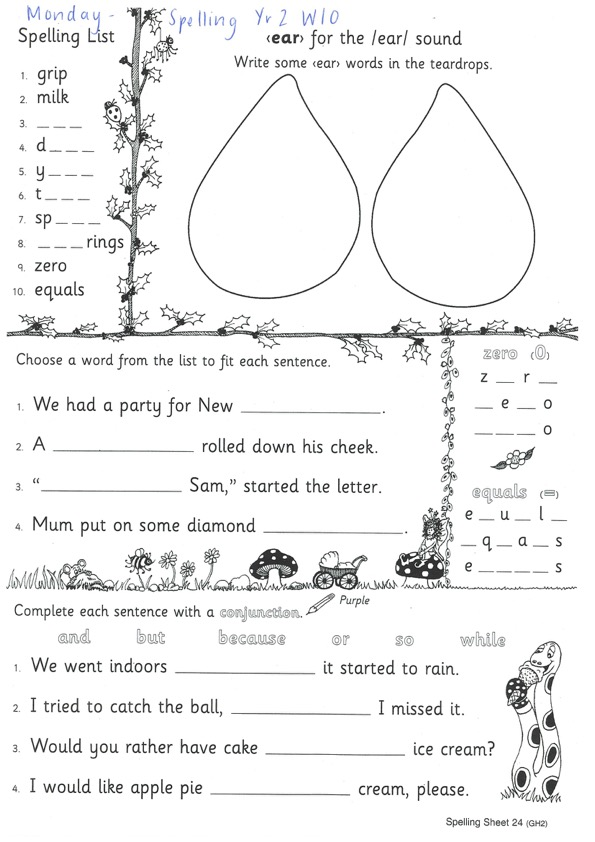 Monday - Spelling Yr 2 W10
Spelling List
1. grip
2. milk
3. _ _ _
4. d_ _ _
5. y_ _ _
6. t_ _ _
7. sp_ _ _
8. _ _ _rings
9. zero
10. equals
‹ear› for the /ear/ sound
Write some ‹ear› words in the teardrops.
Choose a word from the list to fit each sentence.
1. We had a party for New ______________.
2. A ______________ rolled down his cheek.
3. "______________ Sam," started the letter.
4. Mum put on some diamond ______________.
zero (0)
z _ r _
_ e _ o
_ _ _ o
equals (=)
e _ u _ l _
_ q _ a _ s
e _ _ _ _ s
Complete each sentence with a conjunction.
Purple
and but because or so while
1. We went indoors ______________ it started to rain.
2. I tried to catch the ball, ______________ I missed it.
3. Would you rather have cake ______________ ice cream?
4. I would like apple pie ______________ cream, please.
Spelling Sheet 24 (GH2)